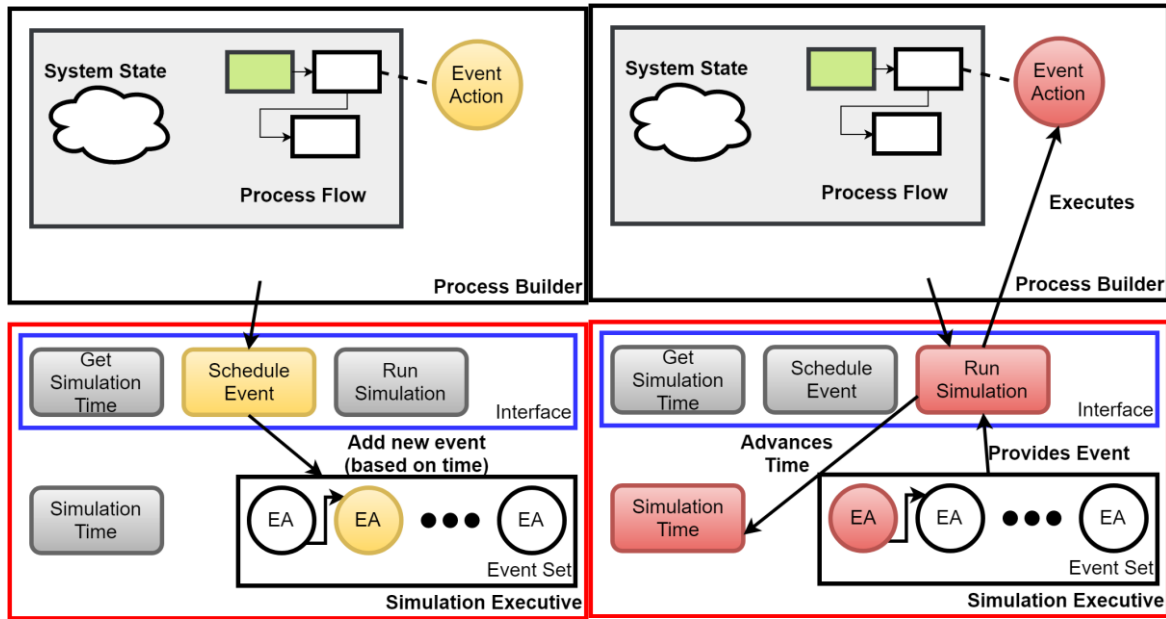 System State
Event
Action
Process Flow
Process Builder
Get
Simulation
Time
Schedule
Event
Run
Simulation
Interface
Add new event
(based on time)
Simulation
Time
EA
EA
EA
Event Set
Simulation Executive
System State
Event
Action
Process Flow
Executes
Process Builder
Get
Simulation
Time
Schedule
Event
Run
Simulation
Interface
Advances
Time
Provides Event
Simulation
Time
EA
EA
EA
Event Set
Simulation Executive